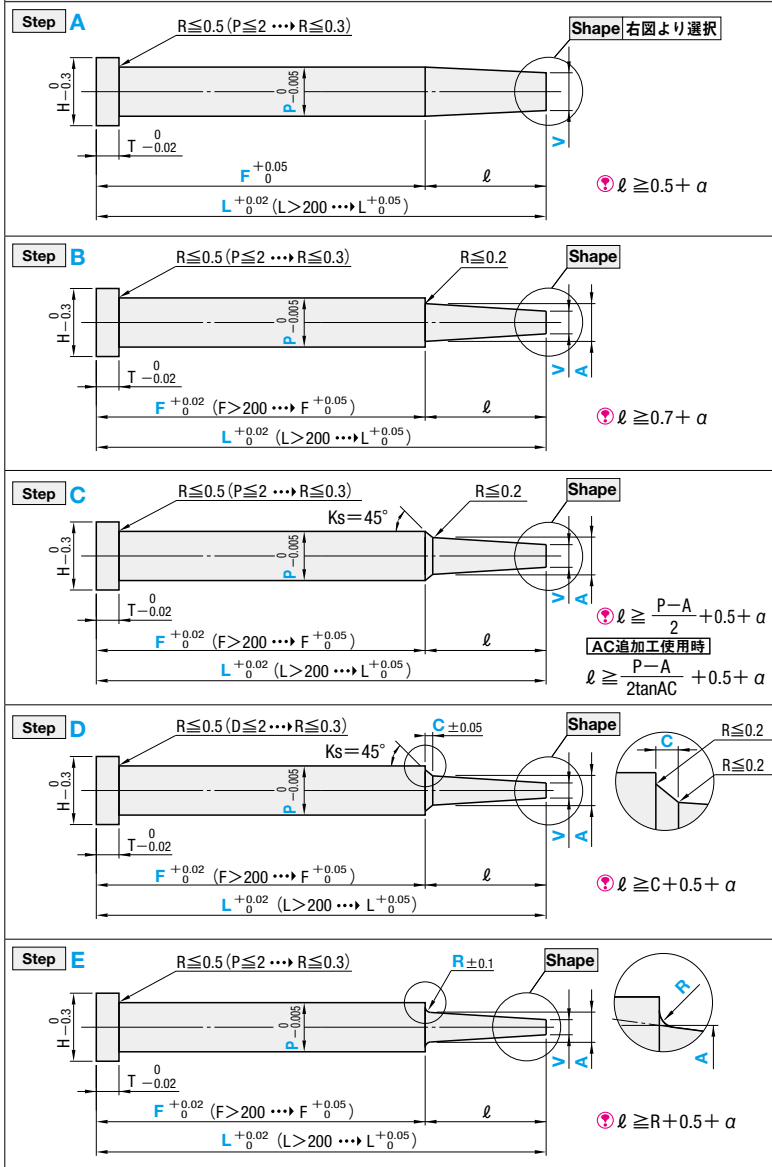 Step A
R≦0.5(P≦2 ••••▸ R≦0.3)
Shape 右図より選択
H 0 −0.3
P 0 −0.005
V
T 0 −0.02
F +0.05 0
ℓ
L +0.02 0 (L>200 ••••▸ L +0.05 0)
ℓ ≧0.5+ α
Step B
R≦0.5(P≦2 ••••▸ R≦0.3)
R≦0.2
Shape
H 0 −0.3
P 0 −0.005
V
A
T 0 −0.02
F +0.02 0 (F>200 ••••▸ F +0.05 0)
ℓ
L +0.02 0 (L>200 ••••▸ L +0.05 0)
ℓ ≧0.7+ α
Step C
R≦0.5(P≦2 ••••▸ R≦0.3)
Ks=45°
R≦0.2
Shape
H 0 −0.3
P 0 −0.005
V
A
T 0 −0.02
F +0.02 0 (F>200 ••••▸ F +0.05 0)
ℓ
L +0.02 0 (L>200 ••••▸ L +0.05 0)
ℓ ≧ P−A / 2 +0.5+ α
AC追加工使用時
ℓ ≧ P−A / 2tanAC +0.5+ α
Step D
R≦0.5(D≦2 ••••▸ R≦0.3)
Ks=45°
C ±0.05
Shape
C
R≦0.2
R≦0.2
H 0 −0.3
P 0 −0.005
V
A
T 0 −0.02
F +0.02 0 (F>200 ••••▸ F +0.05 0)
ℓ
L +0.02 0 (L>200 ••••▸ L +0.05 0)
ℓ ≧C+0.5+ α
Step E
R≦0.5(P≦2 ••••▸ R≦0.3)
R ±0.1
Shape
R
A
H 0 −0.3
P 0 −0.005
V
A
T 0 −0.02
F +0.02 0 (F>200 ••••▸ F +0.05 0)
ℓ
L +0.02 0 (L>200 ••••▸ L +0.05 0)
ℓ ≧R+0.5+ α